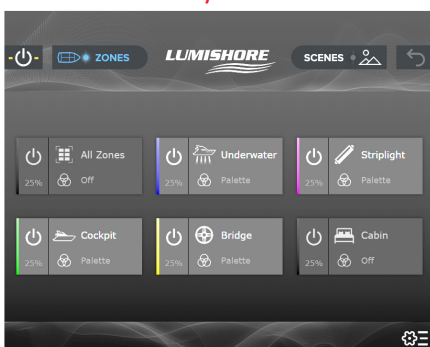 ZONES
LUMISHORE
SCENES
All Zones
25%
Off
Underwater
25%
Palette
Striplight
25%
Palette
Cockpit
25%
Palette
Bridge
25%
Palette
Cabin
25%
Off